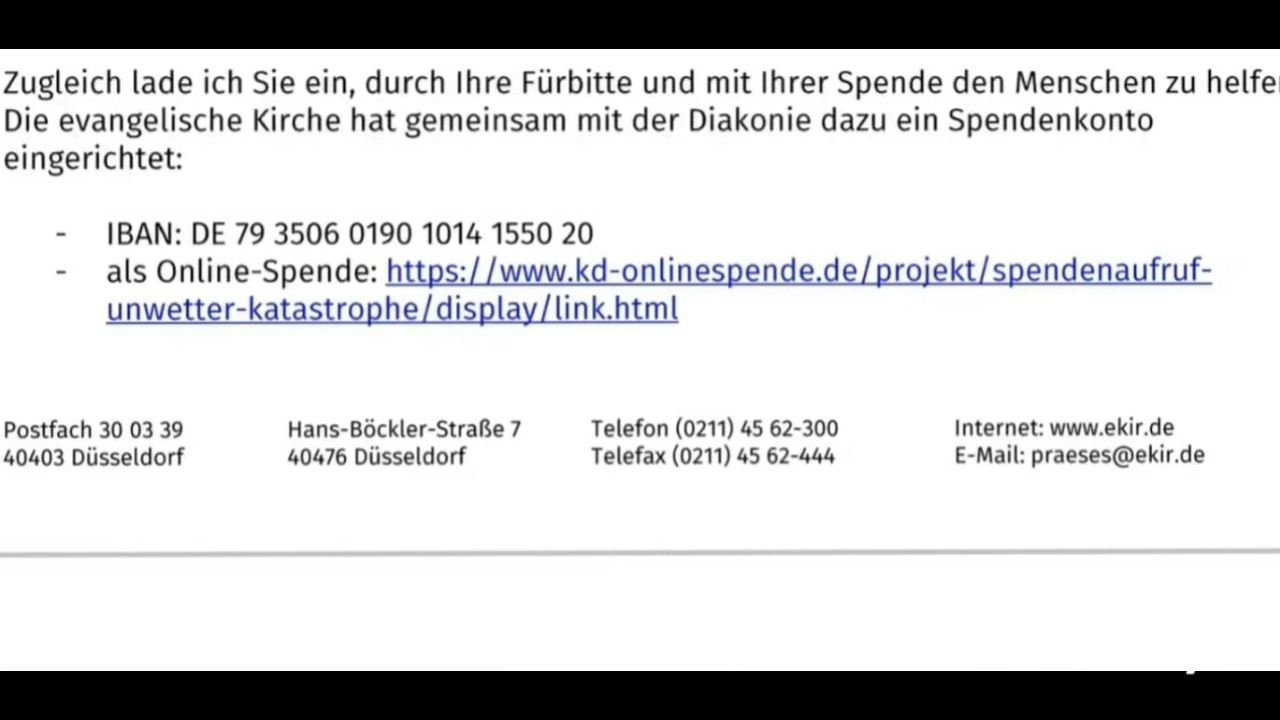 Zugleich lade ich Sie ein, durch Ihre Fürbitte und mit Ihrer Spende den Menschen zu helfe
Die evangelische Kirche hat gemeinsam mit der Diakonie dazu ein Spendenkonto
eingerichtet:
- IBAN: DE 79 3506 0190 1014 1550 20
- als Online-Spende: https://www.kd-onlinespende.de/projekt/spendenaufruf-
unwetter-katastrophe/display/link.html
Postfach 30 03 39
40403 Düsseldorf
Hans-Böckler-Straße 7
40476 Düsseldorf
Telefon (0211) 45 62-300
Telefax (0211) 45 62-444
Internet: www.ekir.de
E-Mail: praeses@ekir.de